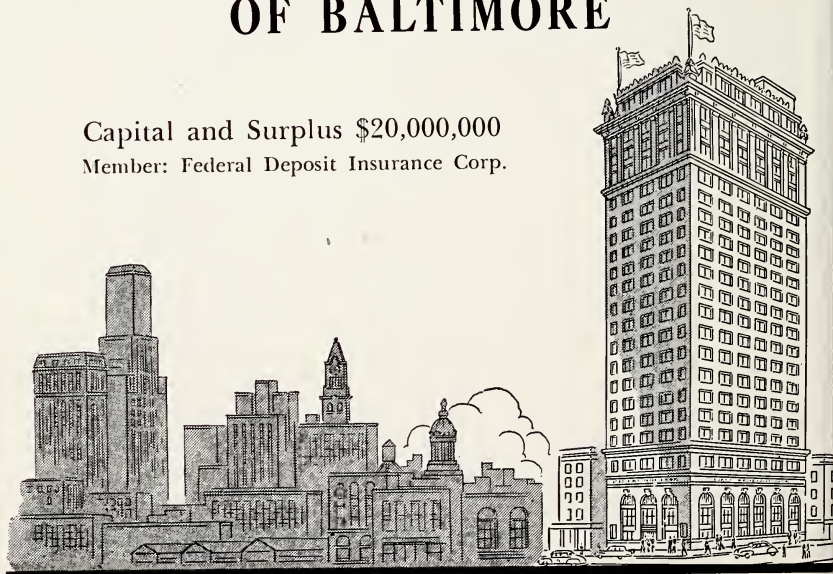 OF BALTIMORE
Capital and Surplus $20,000,000
Member: Federal Deposit Insurance Corp.